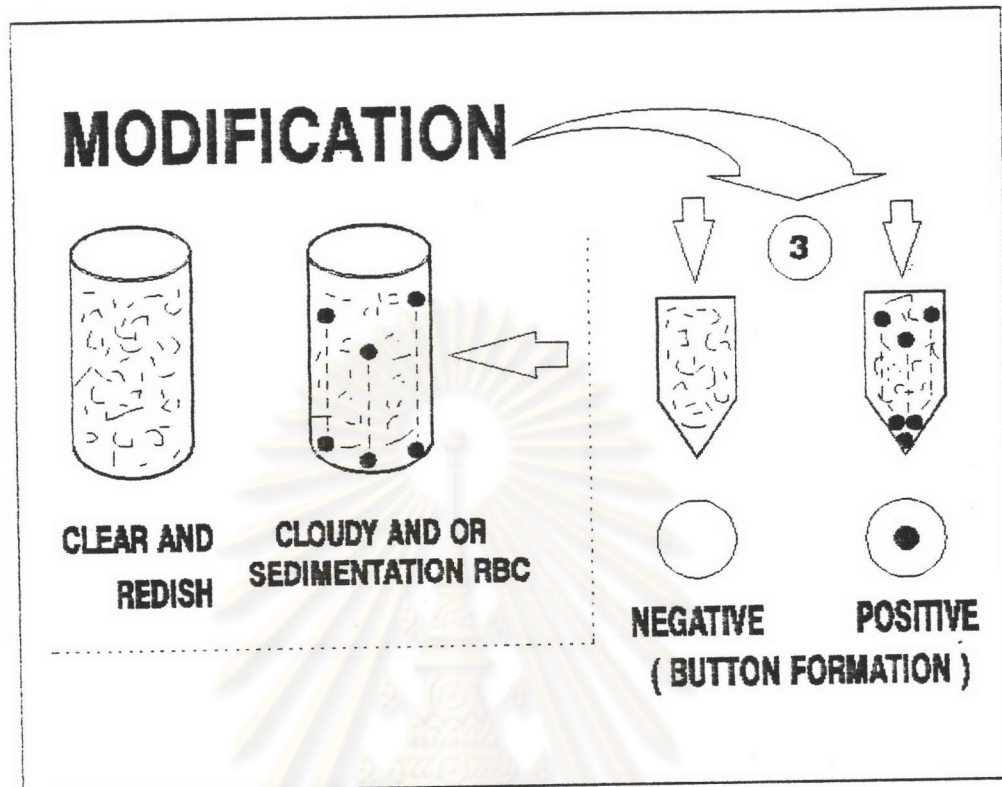 MODIFICATION
3
CLEAR AND
REDISH
CLOUDY AND OR
SEDIMENTATION RBC
NEGATIVE
POSITIVE
( BUTTON FORMATION )